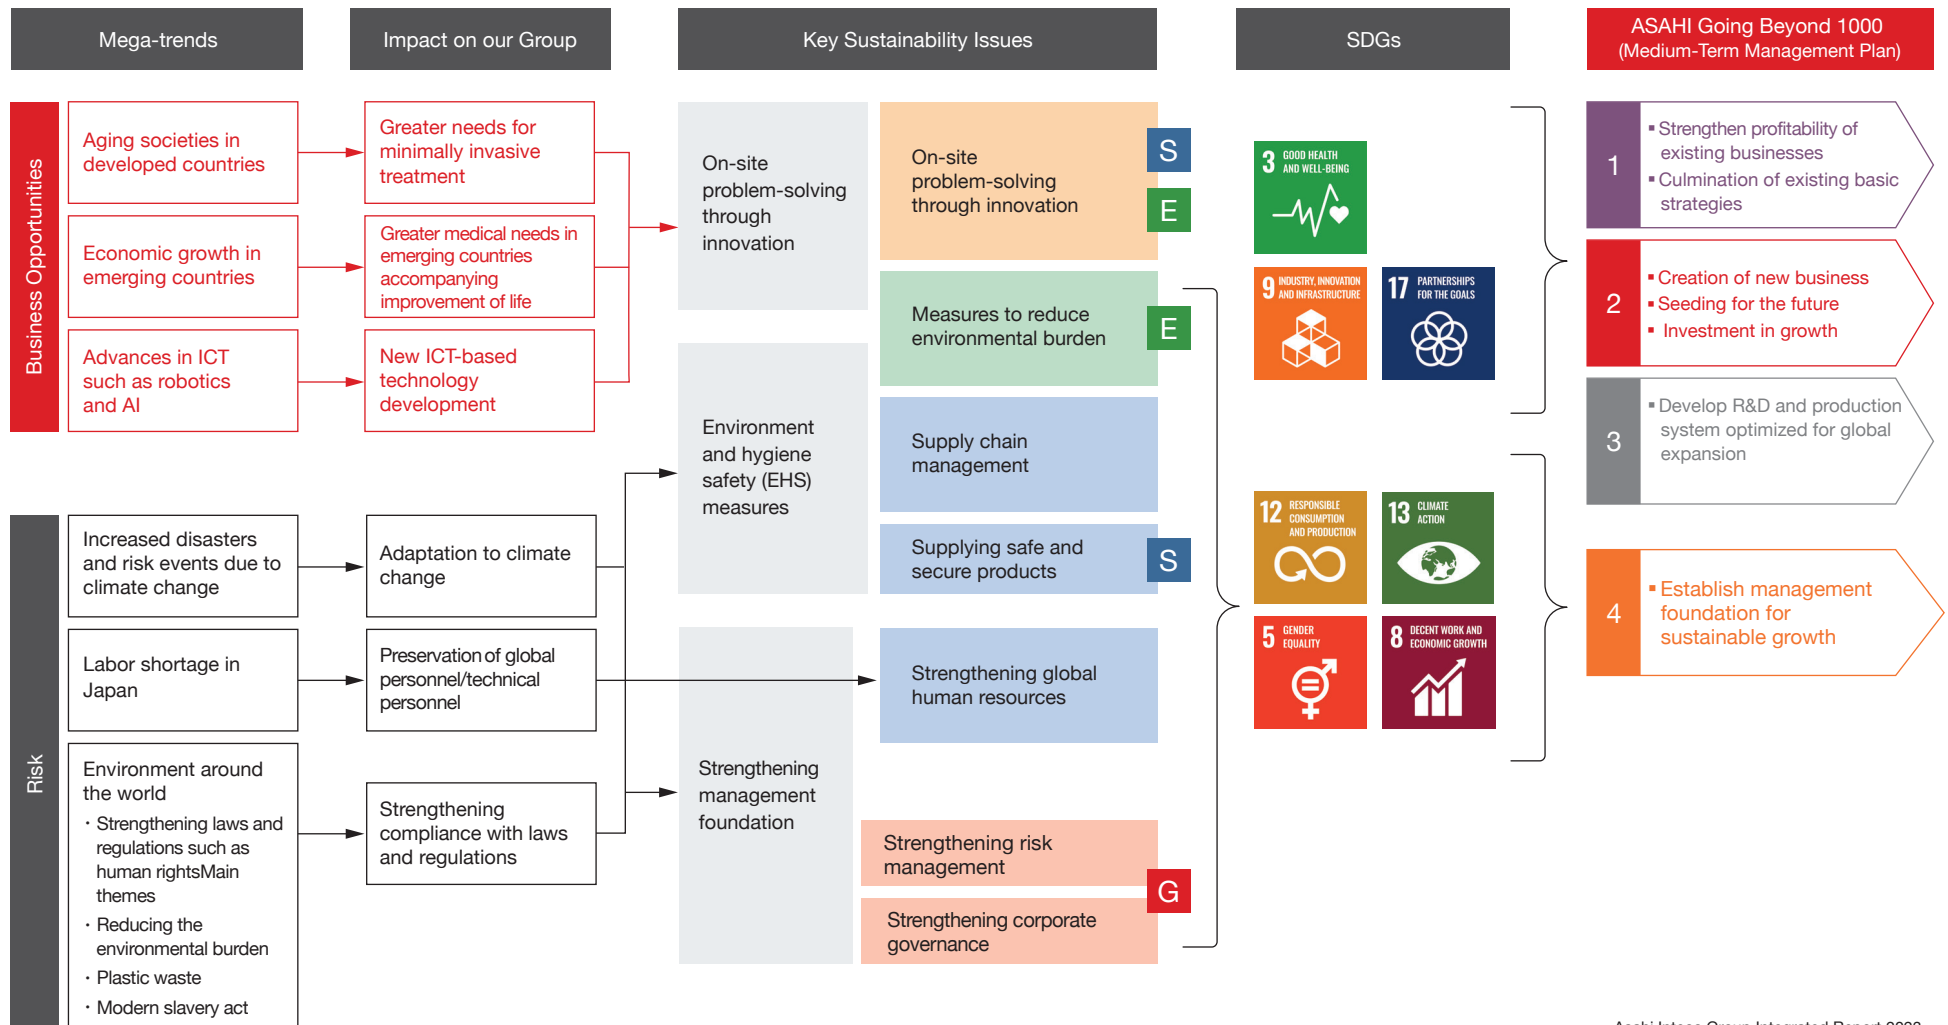 Mega-trends
Impact on our Group
Key Sustainability Issues
SDGs
ASAHI Going Beyond 1000
(Medium-Term Management Plan)
Business Opportunities
Aging societies in
developed countries
Greater needs for
minimally invasive
treatment
Economic growth in
emerging countries
Greater medical needs in
emerging countries
accompanying
improvement of life
Advances in ICT
such as robotics
and AI
New ICT-based
technology
development
Risk
Increased disasters
and risk events due to
climate change
Adaptation to climate
change
Labor shortage in
Japan
Preservation of global
personnel/technical
personnel
Environment around
the world
・Strengthening laws and
regulations such as
human rightsMain
themes
・Reducing the
environmental burden
・Plastic waste
・Modern slavery act
Strengthening
compliance with laws
and regulations
On-site
problem-solving
through
innovation
Environment
and hygiene
safety (EHS)
measures
Strengthening
management
foundation
On-site
problem-solving
through innovation
S
E
Measures to reduce
environmental burden
E
Supply chain
management
Supplying safe and
secure products
S
Strengthening global
human resources
Strengthening risk
management
G
Strengthening corporate
governance
3 GOOD HEALTH
AND WELL-BEING
9 INDUSTRY, INNOVATION
AND INFRASTRUCTURE
17 PARTNERSHIPS
FOR THE GOALS
12 RESPONSIBLE
CONSUMPTION
AND PRODUCTION
13 CLIMATE
ACTION
5 GENDER
EQUALITY
8 DECENT WORK AND
ECONOMIC GROWTH
1
▪ Strengthen profitability of
existing businesses
▪ Culmination of existing basic
strategies
2
▪ Creation of new business
▪ Seeding for the future
▪ Investment in growth
3
▪ Develop R&D and production
system optimized for global
expansion
4
▪ Establish management
foundation for
sustainable growth